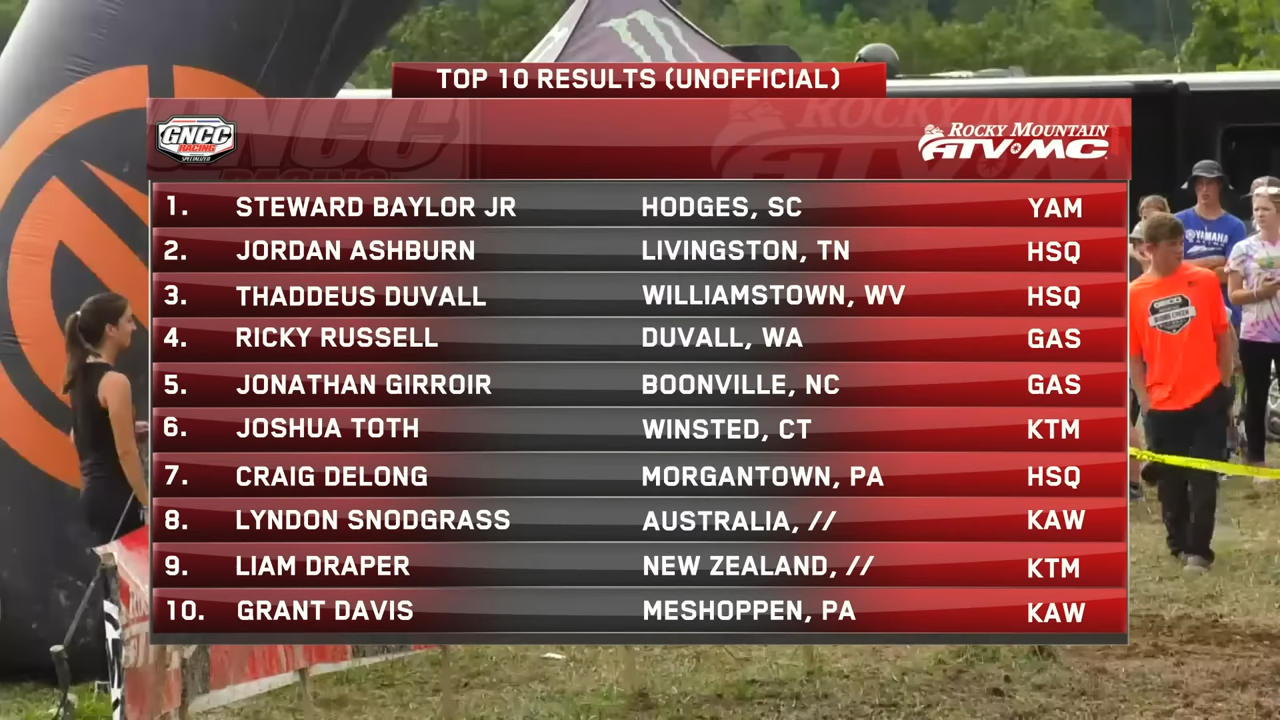 TOP 10 RESULTS (UNOFFICIAL)
GNCC
RACING
SPECIALIZED
ROCKY MOUNTAIN
ATV MC
1. STEWARD BAYLOR JR HODGES, SC YAM
2. JORDAN ASHBURN LIVINGSTON, TN HSQ
3. THADDEUS DUVALL WILLIAMSTOWN, WV HSQ
4. RICKY RUSSELL DUVALL, WA GAS
5. JONATHAN GIRROIR BOONVILLE, NC GAS
6. JOSHUA TOTH WINSTED, CT KTM
7. CRAIG DELONG MORGANTOWN, PA HSQ
8. LYNDON SNODGRASS AUSTRALIA, // KAW
9. LIAM DRAPER NEW ZEALAND, // KTM
10. GRANT DAVIS MESHOPPEN, PA KAW
YAMAHA
GEICO